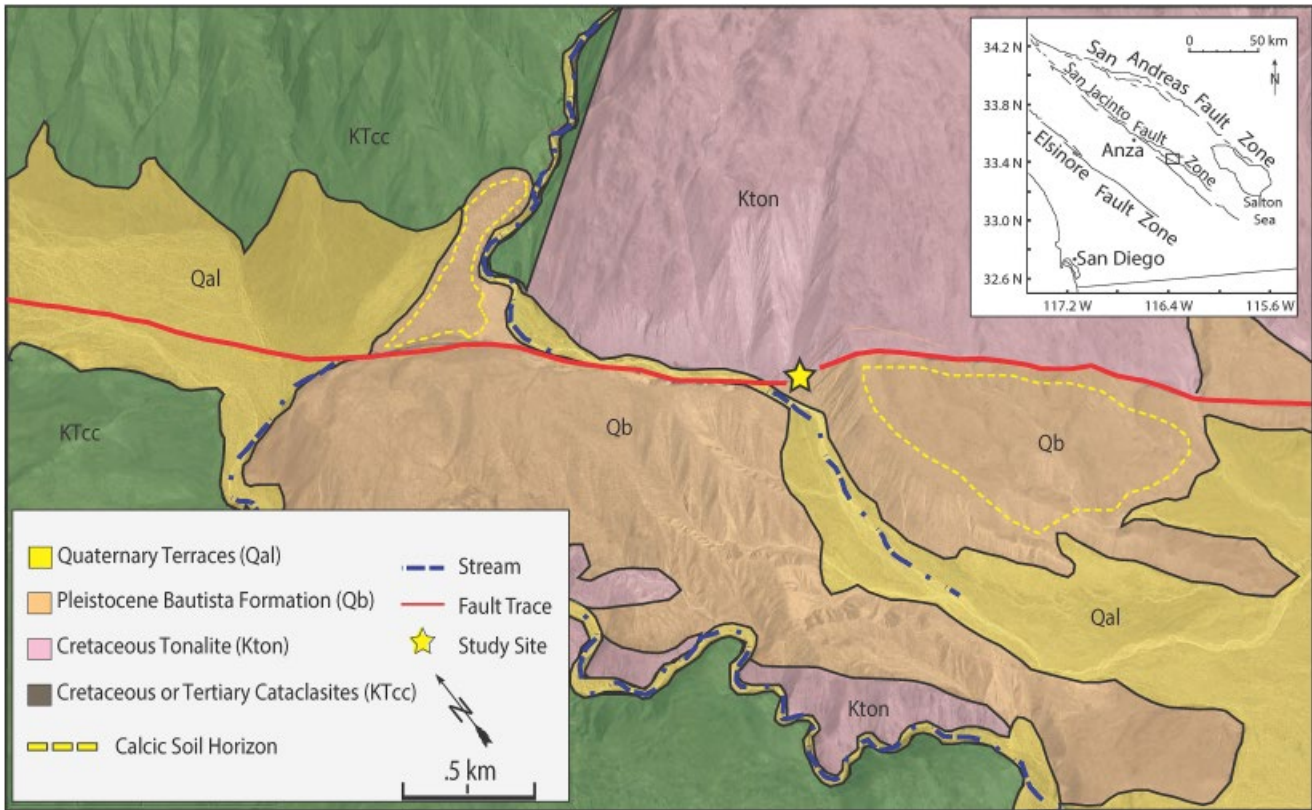 KTcc
Kton
Qal
KTcc
Qb
Qb
Qal
Kton
0 50 km
N
34.2 N
33.8 N
33.4 N
33.0 N
32.6 N
San Andreas Fault Zone
San Jacinto Fault Zone
Elsinore Fault Zone
Anza
Salton
Sea
San Diego
117.2 W 116.4 W 115.6 W
Quaternary Terraces (Qal)
Pleistocene Bautista Formation (Qb)
Cretaceous Tonalite (Kton)
Cretaceous or Tertiary Cataclasites (KTcc)
Calcic Soil Horizon
Stream
Fault Trace
Study Site
N
.5 km